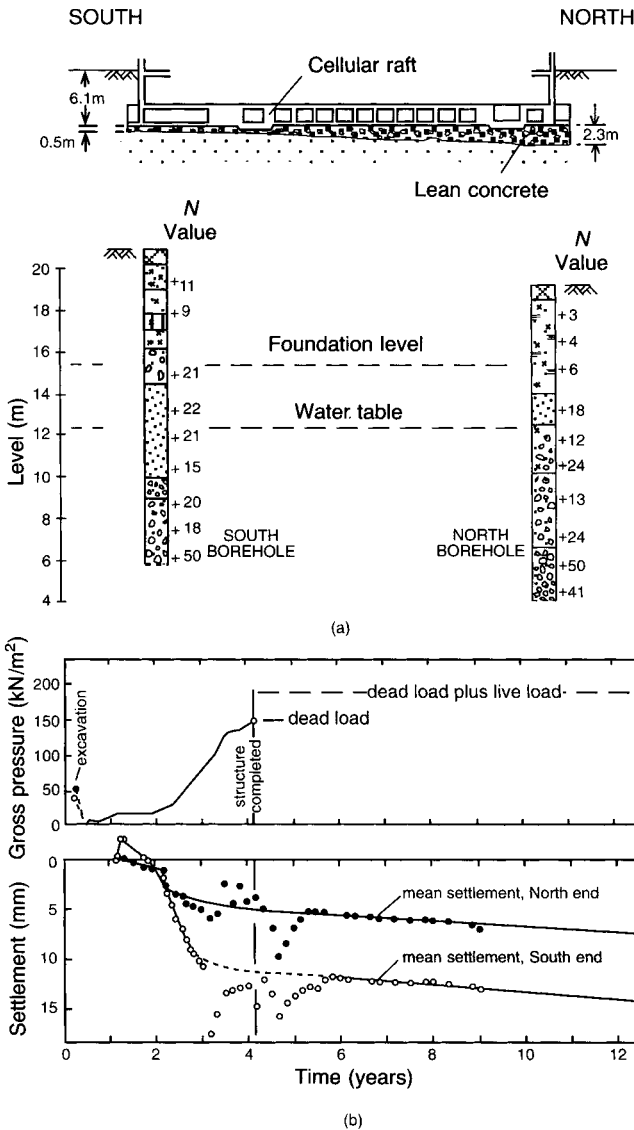 SOUTH
NORTH
Cellular raft
6.1m
0.5m
2.3m
Lean concrete
N
Value
N
Value
20
18
16
14
12
10
8
6
4
Level (m)
+11
+9
+21
+22
+21
+15
+20
+18
+50
Foundation level
Water table
SOUTH
BOREHOLE
NORTH
BOREHOLE
+3
+4
+6
+18
+12
+24
+13
+24
+50
+41
(a)
Gross pressure (kN/m²)
200
150
100
50
0
excavation
structure
completed
dead load plus live load
dead load
Settlement (mm)
0
5
10
15
mean settlement, North end
mean settlement, South end
0
2
4
6
8
10
12
Time (years)
(b)